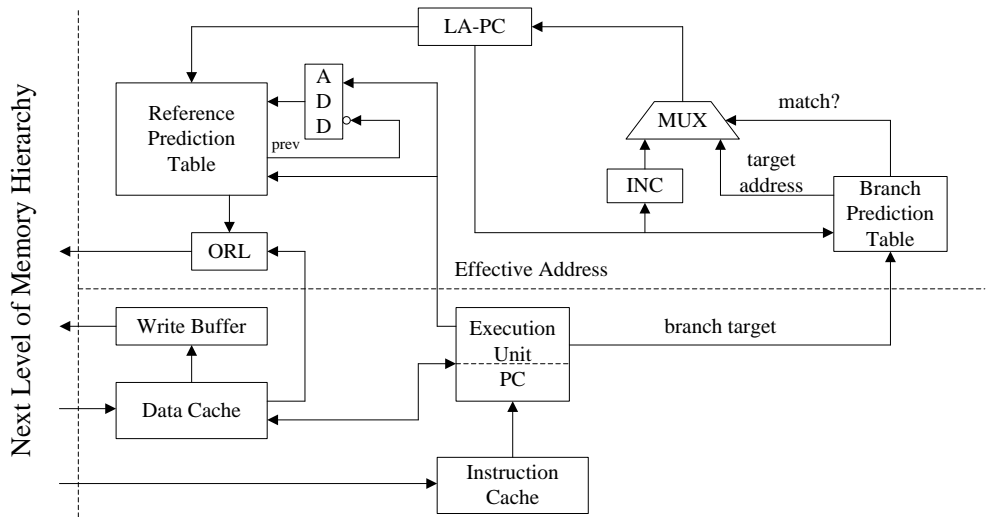 LA-PC
A
D
D
Reference
Prediction
Table
prev
match?
MUX
target
address
INC
Branch
Prediction
Table
ORL
Effective Address
Next Level of Memory Hierarchy
Write Buffer
Execution
Unit
PC
branch target
Data Cache
Instruction
Cache